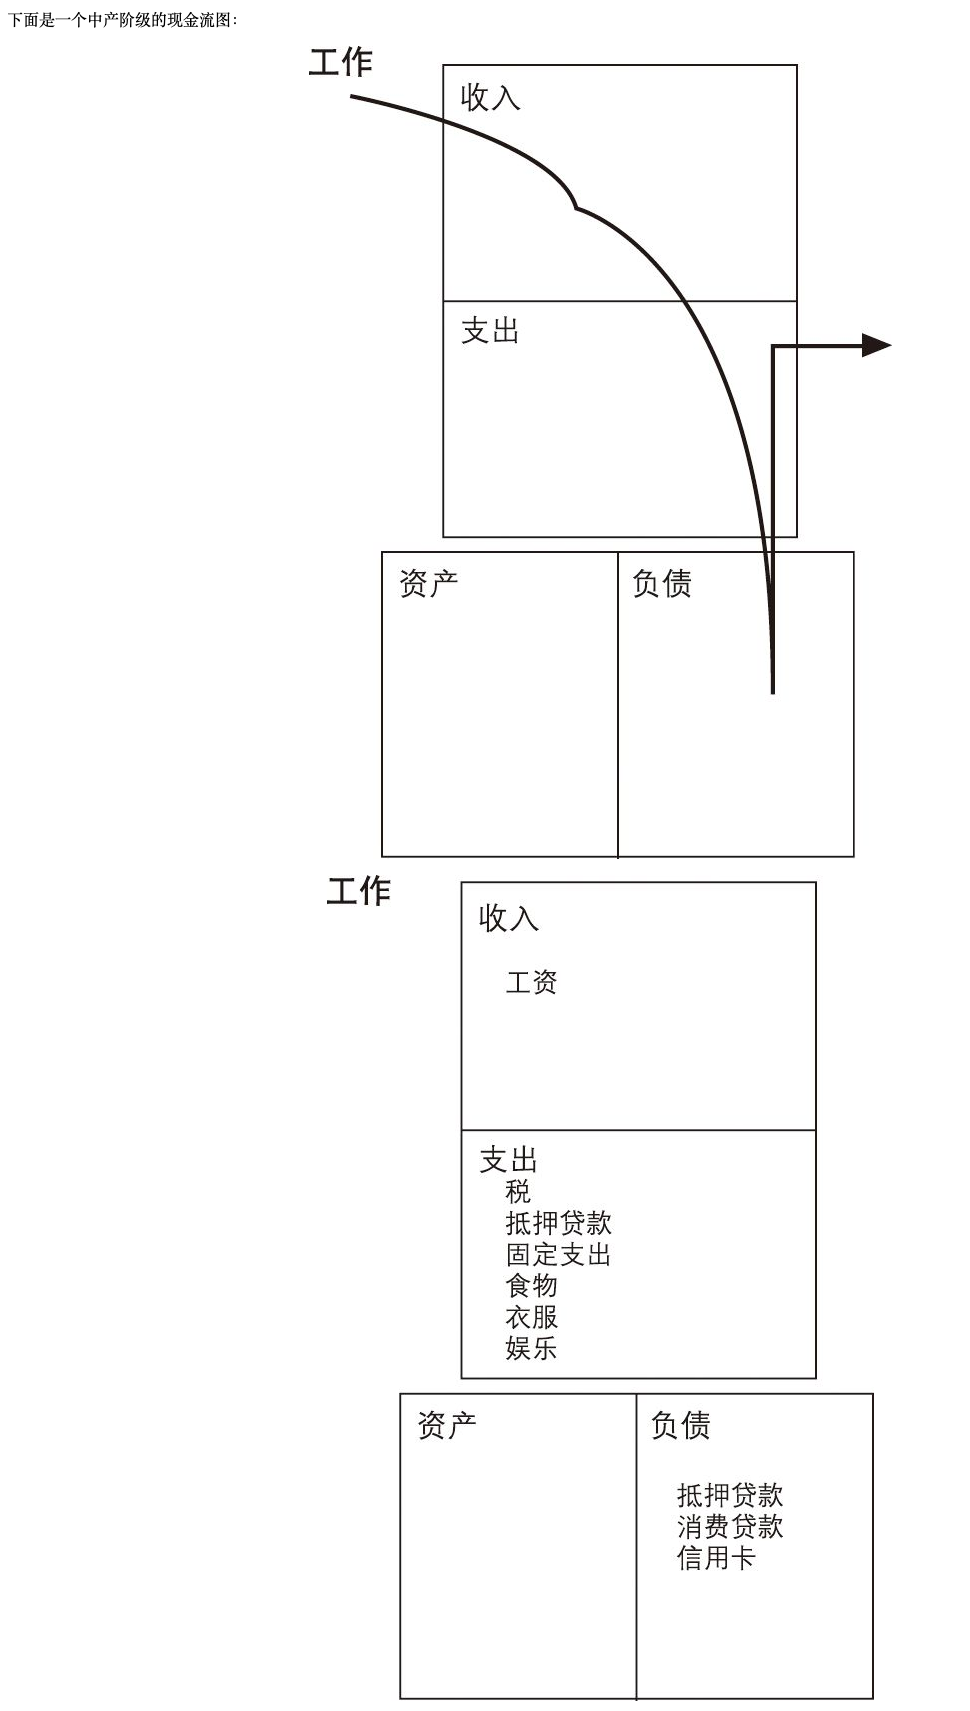 下面是一个中产阶级的现金流图：
工作
收入
支出
资产
负债
工作
收入
工资
支出
税
抵押贷款
固定支出
食物
衣服
娱乐
资产
负债
抵押贷款
消费贷款
信用卡